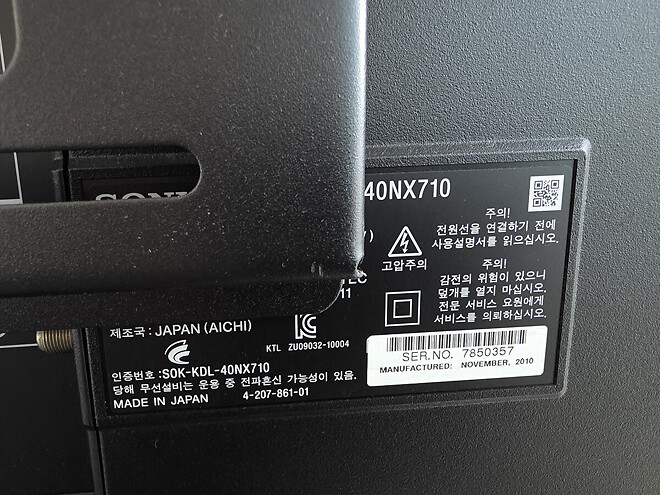 SONY
40NX710
주의!
전원선을 연결하기 전에
사용설명서를 읽으십시오.
고압주의
주의!
감전의 위험이 있으니
덮개를 열지 마십시오.
전문 서비스 요원에게
서비스를 의뢰하십시오.
제조국 : JAPAN (AICHI)
KTL ZU09032-10004
인증번호 : SOK-KDL-40NX710
당해 무선설비는 운용 중 전파혼신 가능성이 있음.
MADE IN JAPAN 4-207-861-01
SER.NO. 7850357
MANUFACTURED: NOVEMBER, 2010